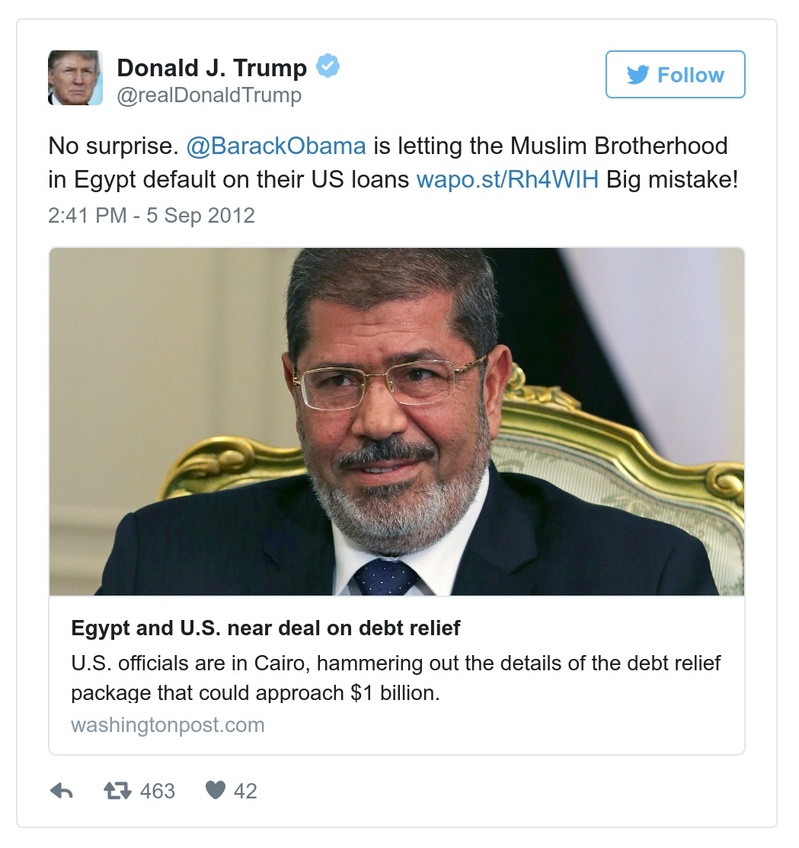 Donald J. Trump
@realDonaldTrump
Follow
No surprise. @BarackObama is letting the Muslim Brotherhood
in Egypt default on their US loans wapo.st/Rh4WIH Big mistake!
2:41 PM - 5 Sep 2012
Egypt and U.S. near deal on debt relief
U.S. officials are in Cairo, hammering out the details of the debt relief
package that could approach $1 billion.
washingtonpost.com
463
42